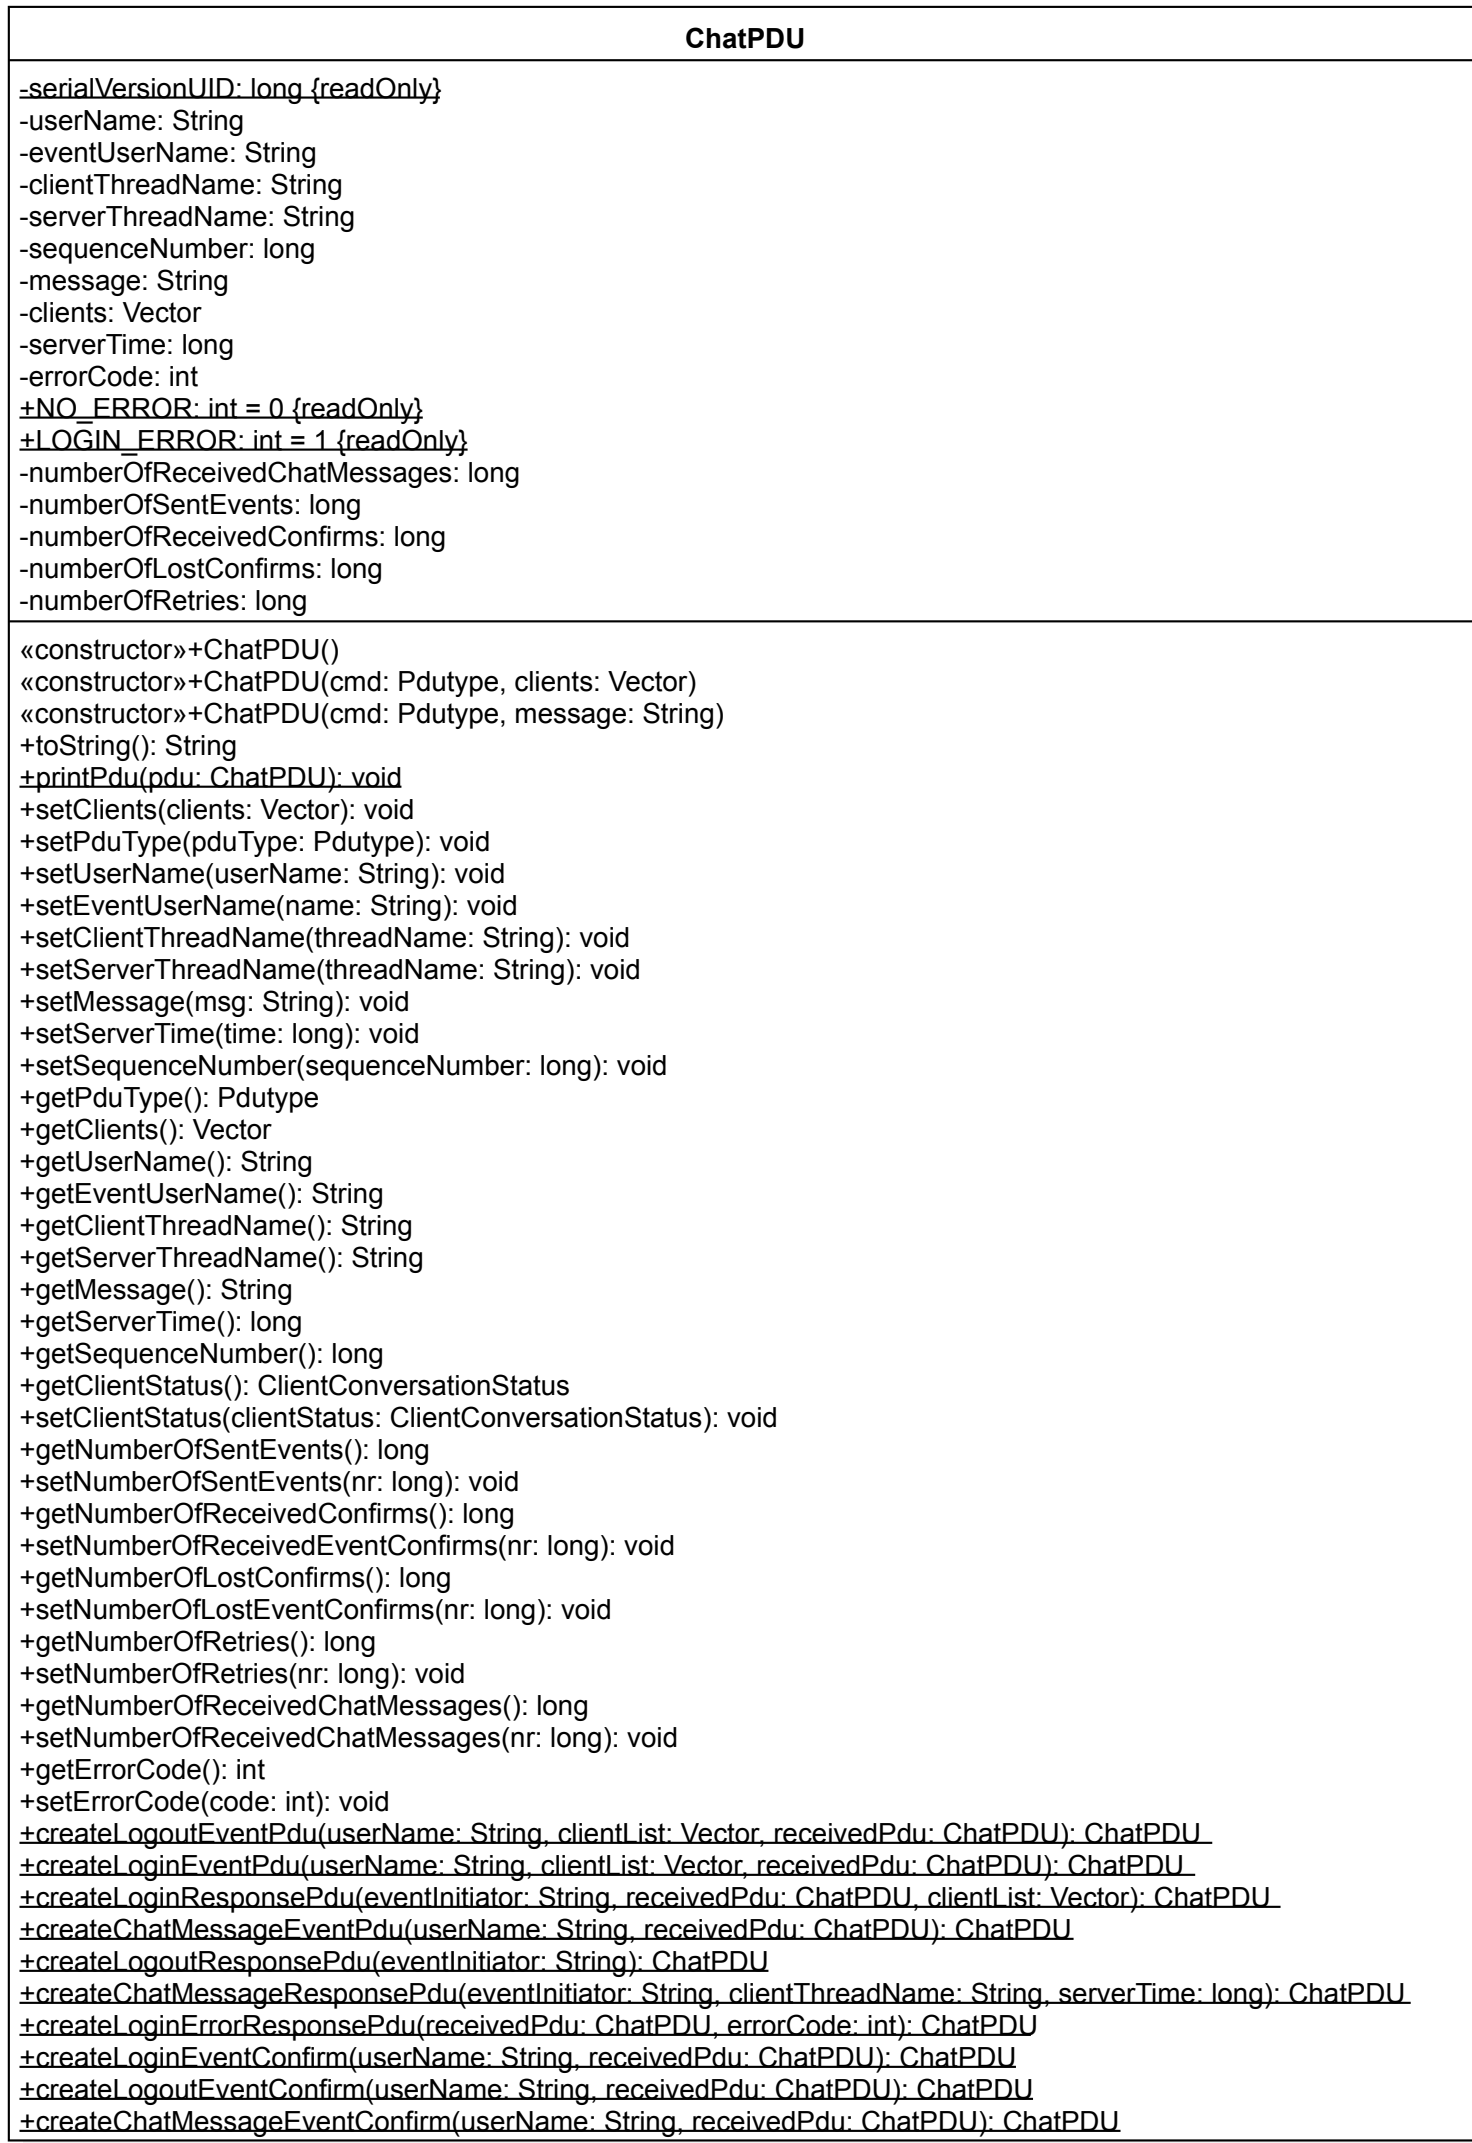 ChatPDU
-serialVersionUID: long {readOnly}
-userName: String
-eventUserName: String
-clientThreadName: String
-serverThreadName: String
-sequenceNumber: long
-message: String
-clients: Vector
-serverTime: long
-errorCode: int
+NO_ERROR: int = 0 {readOnly}
+LOGIN_ERROR: int = 1 {readOnly}
-numberOfReceivedChatMessages: long
-numberOfSentEvents: long
-numberOfReceivedConfirms: long
-numberOfLostConfirms: long
-numberOfRetries: long
«constructor»+ChatPDU()
«constructor»+ChatPDU(cmd: Pdutype, clients: Vector)
«constructor»+ChatPDU(cmd: Pdutype, message: String)
+toString(): String
+printPdu(pdu: ChatPDU): void
+setClients(clients: Vector): void
+setPduType(pduType: Pdutype): void
+setUserName(userName: String): void
+setEventUserName(name: String): void
+setClientThreadName(threadName: String): void
+setServerThreadName(threadName: String): void
+setMessage(msg: String): void
+setServerTime(time: long): void
+setSequenceNumber(sequenceNumber: long): void
+getPduType(): Pdutype
+getClients(): Vector
+getUserName(): String
+getEventUserName(): String
+getClientThreadName(): String
+getServerThreadName(): String
+getMessage(): String
+getServerTime(): long
+getSequenceNumber(): long
+getClientStatus(): ClientConversationStatus
+setClientStatus(clientStatus: ClientConversationStatus): void
+getNumberOfSentEvents(): long
+setNumberOfSentEvents(nr: long): void
+getNumberOfReceivedConfirms(): long
+setNumberOfReceivedEventConfirms(nr: long): void
+getNumberOfLostConfirms(): long
+setNumberOfLostEventConfirms(nr: long): void
+getNumberOfRetries(): long
+setNumberOfRetries(nr: long): void
+getNumberOfReceivedChatMessages(): long
+setNumberOfReceivedChatMessages(nr: long): void
+getErrorCode(): int
+setErrorCode(code: int): void
+createLogoutEventPdu(userName: String, clientList: Vector, receivedPdu: ChatPDU): ChatPDU
+createLoginEventPdu(userName: String, clientList: Vector, receivedPdu: ChatPDU): ChatPDU
+createLoginResponsePdu(eventInitiator: String, receivedPdu: ChatPDU, clientList: Vector): ChatPDU
+createChatMessageEventPdu(userName: String, receivedPdu: ChatPDU): ChatPDU
+createLogoutResponsePdu(eventInitiator: String): ChatPDU
+createChatMessageResponsePdu(eventInitiator: String, clientThreadName: String, serverTime: long): ChatPDU
+createLoginErrorResponsePdu(receivedPdu: ChatPDU, errorCode: int): ChatPDU
+createLoginEventConfirm(userName: String, receivedPdu: ChatPDU): ChatPDU
+createLogoutEventConfirm(userName: String, receivedPdu: ChatPDU): ChatPDU
+createChatMessageEventConfirm(userName: String, receivedPdu: ChatPDU): ChatPDU